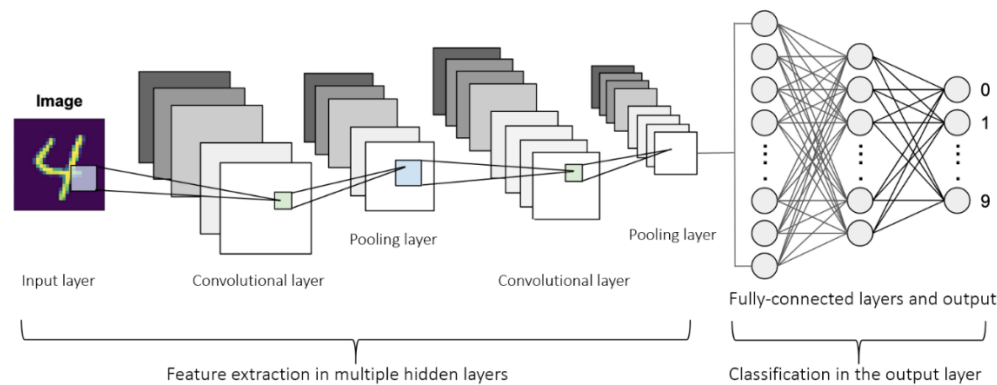 Image
0
1
9
Pooling layer
Pooling layer
Input layer
Convolutional layer
Convolutional layer
Fully-connected layers and output
Feature extraction in multiple hidden layers
Classification in the output layer